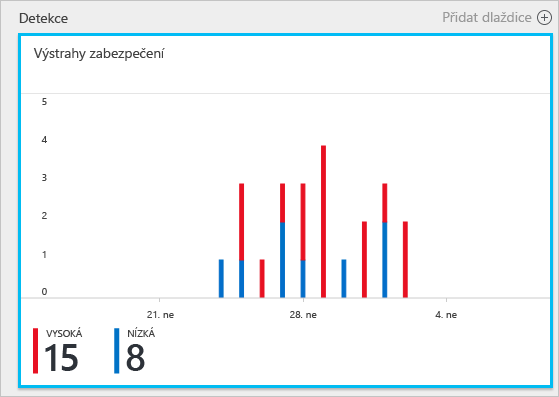 Detekce
Přidat dlaždice
Výstrahy zabezpečení
5
4
3
2
1
0
21. ne
28. ne
4. ne
VYSOKÁ
15
NÍZKÁ
8